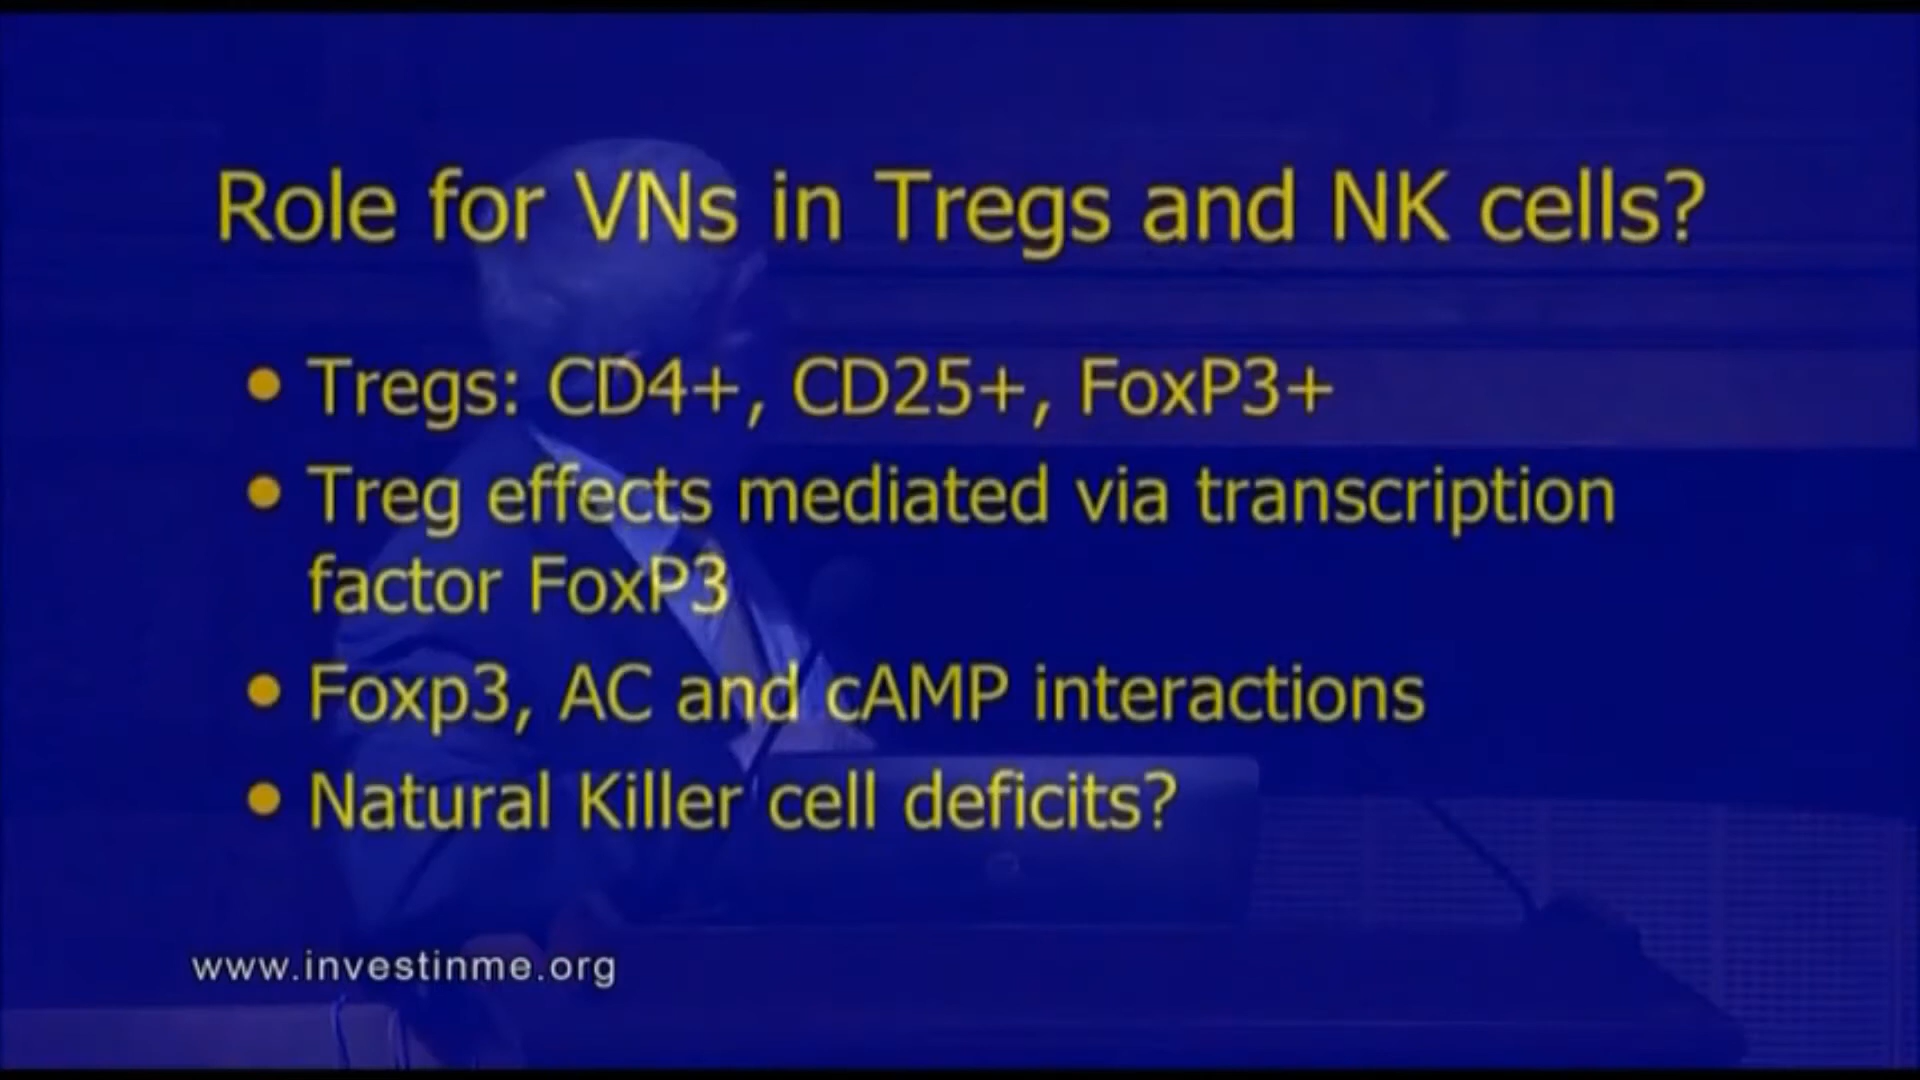 Role for VNs in Tregs and NK cells?
• Tregs: CD4+, CD25+, FoxP3+
• Treg effects mediated via transcription
factor FoxP3
• Foxp3, AC and cAMP interactions
• Natural Killer cell deficits?
www.investinme.org